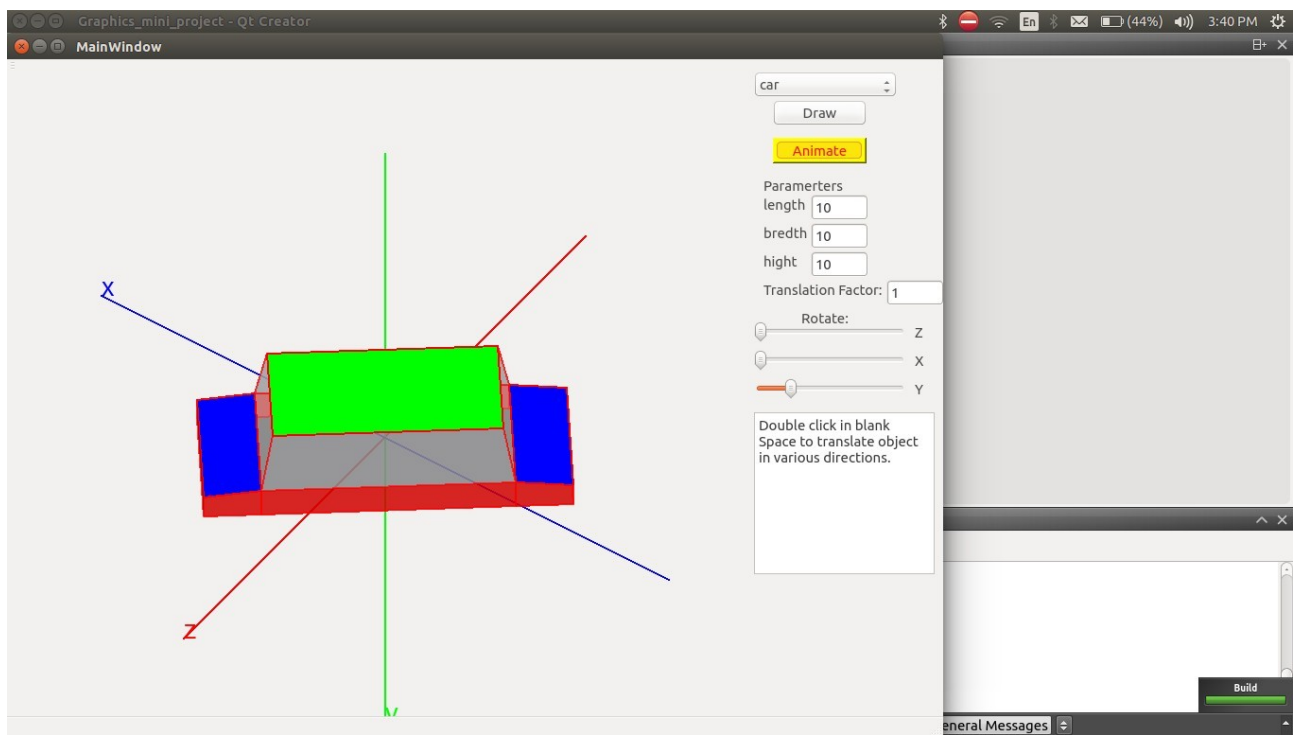 Graphics_mini_project - Qt Creator
En
(44%)
3:40 PM
MainWindow
car
Draw
Animate
Paramerters
length 10
bredth 10
hight 10
Translation Factor: 1
Rotate:
Z
X
Y
Double click in blank
Space to translate object
in various directions.
X
Z
Y
Build
eneral Messages